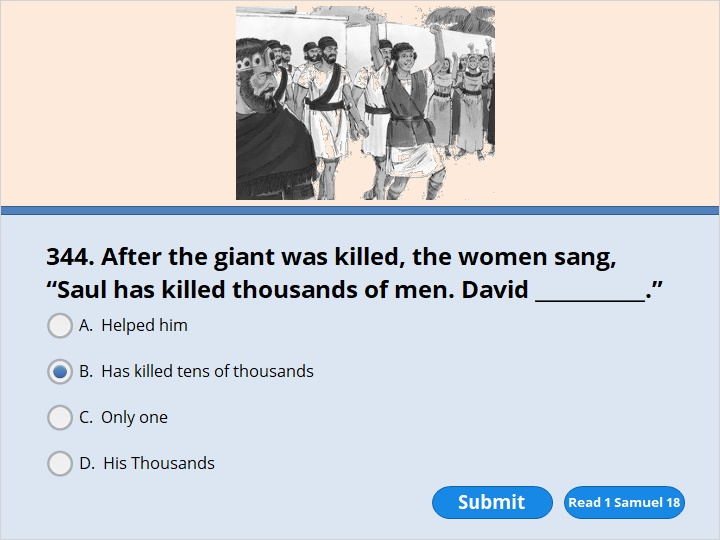 344. After the giant was killed, the women sang,
“Saul has killed thousands of men. David __________.”
A. Helped him
B. Has killed tens of thousands
C. Only one
D. His Thousands
Submit
Read 1 Samuel 18